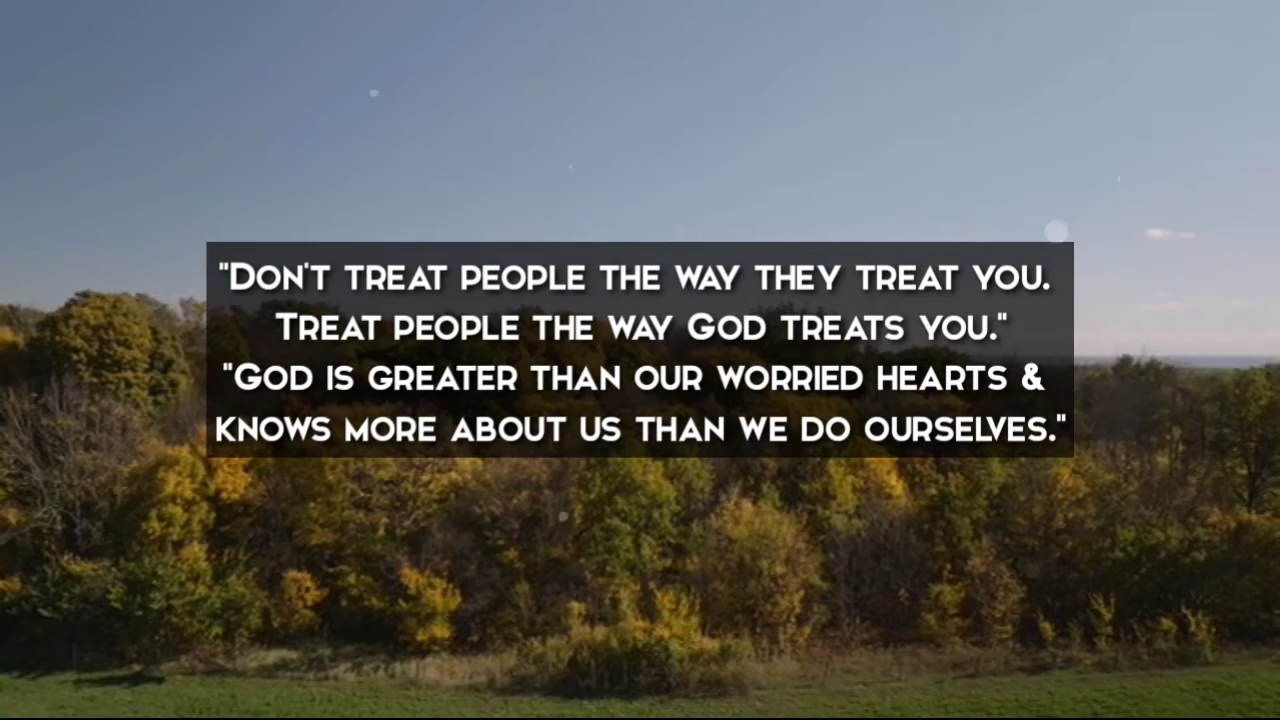 "Don't treat people the way they treat you.
Treat people the way God treats you."
"God is greater than our worried hearts &
knows more about us than we do ourselves."